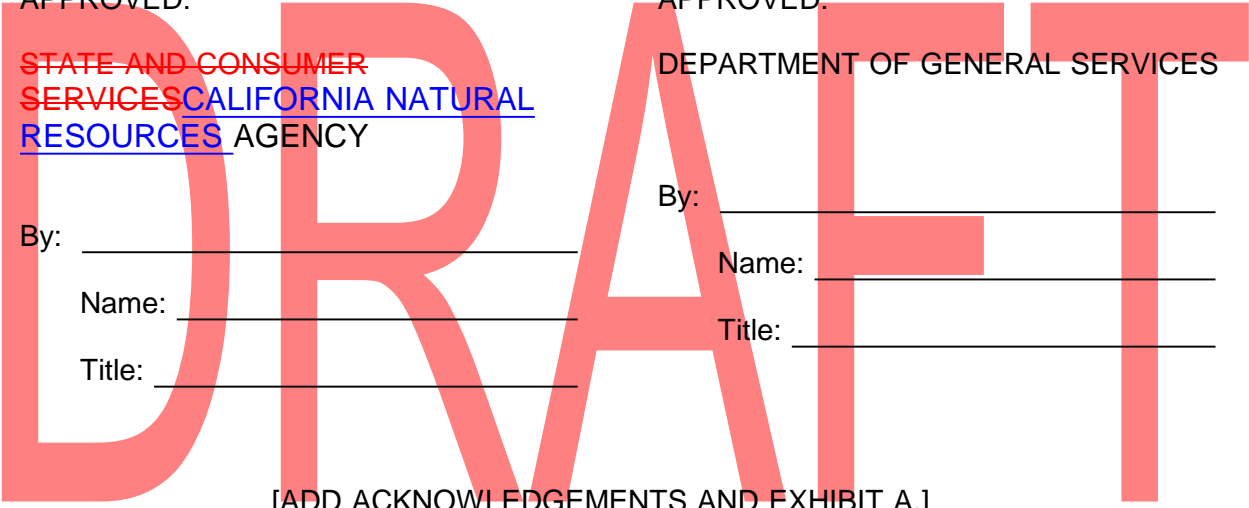 APPROVED:
STATE AND CONSUMER
SERVICESCALIFORNIA NATURAL
RESOURCES AGENCY
By:
Name:
Title:
APPROVED:
DEPARTMENT OF GENERAL SERVICES
By:
Name:
Title:
[ADD ACKNOWLEDGEMENTS AND EXHIBIT A.]
DRAFT